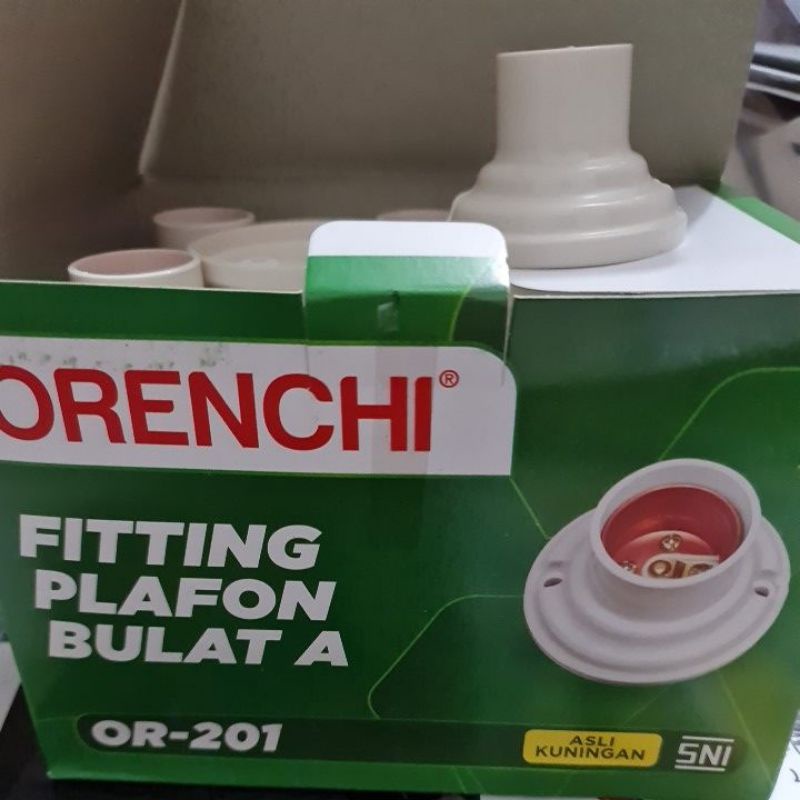 ORENCHI®
FITTING
PLAFON
BULAT A
OR-201
ASLI
KUNINGAN
SNI